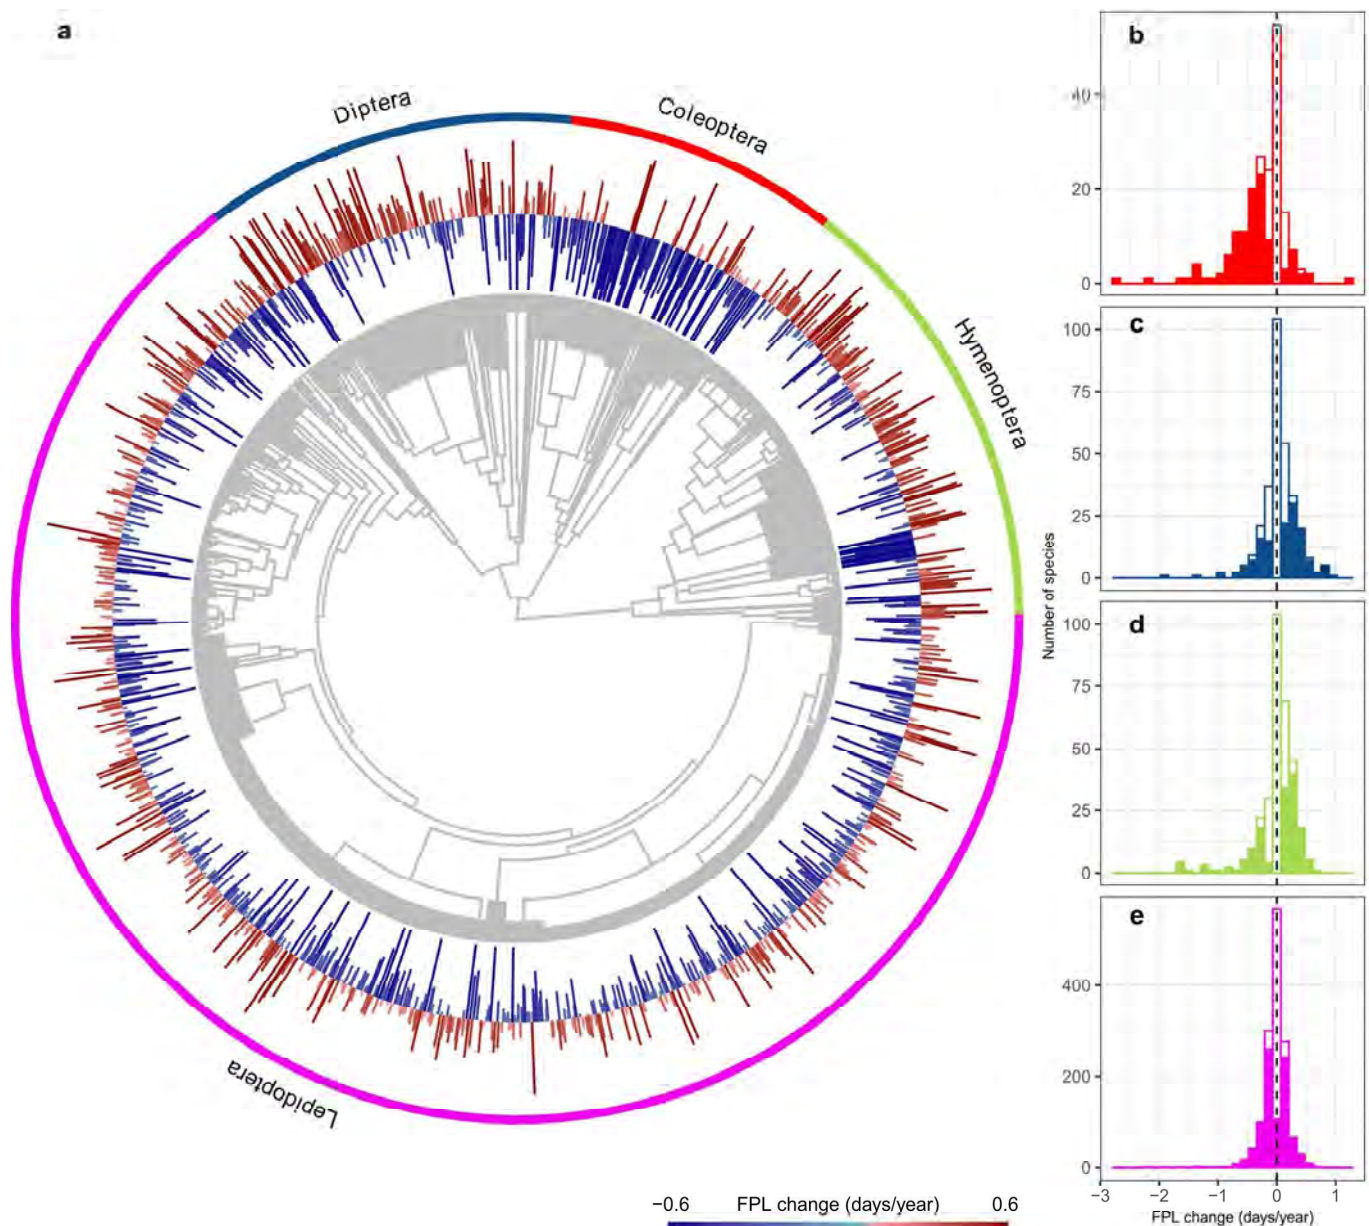 a
Diptera
Coleoptera
Hymenoptera
Lepidoptera
−0.6 FPL change (days/year) 0.6
b
40
20
0
c
100
75
50
25
0
Number of species
d
100
75
50
25
0
e
400
200
0
−3 −2 −1 0 1
FPL change (days/year)